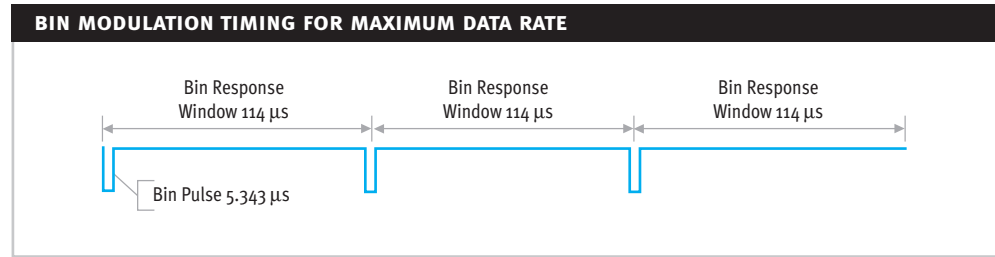 BIN MODULATION TIMING FOR MAXIMUM DATA RATE
Bin Response
Window 114 µs
Bin Response
Window 114 µs
Bin Response
Window 114 µs
Bin Pulse 5.343 µs